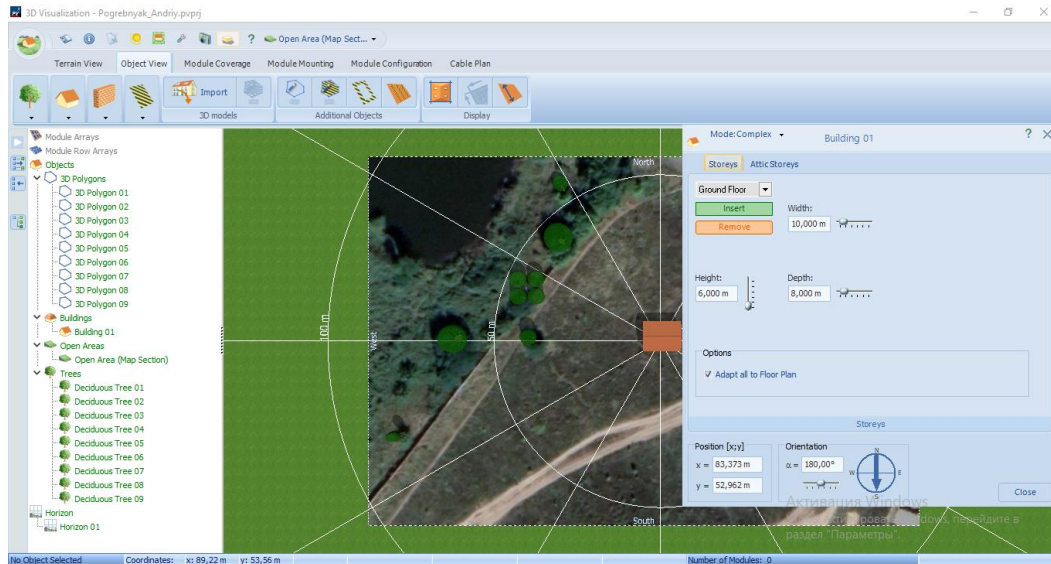 3D Visualization - Pogrebnyak_Andriy.pvprj
Open Area (Map Sect...
Terrain View Object View Module Coverage Module Mounting Module Configuration Cable Plan
Import
3D models Additional Objects Display
Module Arrays
Module Row Arrays
Objects
3D Polygons
3D Polygon 01
3D Polygon 02
3D Polygon 03
3D Polygon 04
3D Polygon 05
3D Polygon 06
3D Polygon 07
3D Polygon 08
3D Polygon 09
Buildings
Building 01
Open Areas
Open Area (Map Section)
Trees
Deciduous Tree 01
Deciduous Tree 02
Deciduous Tree 03
Deciduous Tree 04
Deciduous Tree 05
Deciduous Tree 06
Deciduous Tree 07
Deciduous Tree 08
Deciduous Tree 09
Horizon
Horizon 01
North
100 m
West
50 m
South
Mode:Complex Building 01 ?
Storeys Attic Storeys
Ground Floor
Insert
Remove
Width:
10,000 m
Height:
6,000 m
Depth:
8,000 m
Options
Adapt all to Floor Plan
Storeys
Position [x;y]
x = 83,373 m
y = 52,962 m
Orientation
α = 180,00°
N
W E
S
Close
Активация Windows
Windows, перейдите в
раздел "Параметры".
No Object Selected Coordinates: x: 89,22 m y: 53,56 m Number of Modules: 0